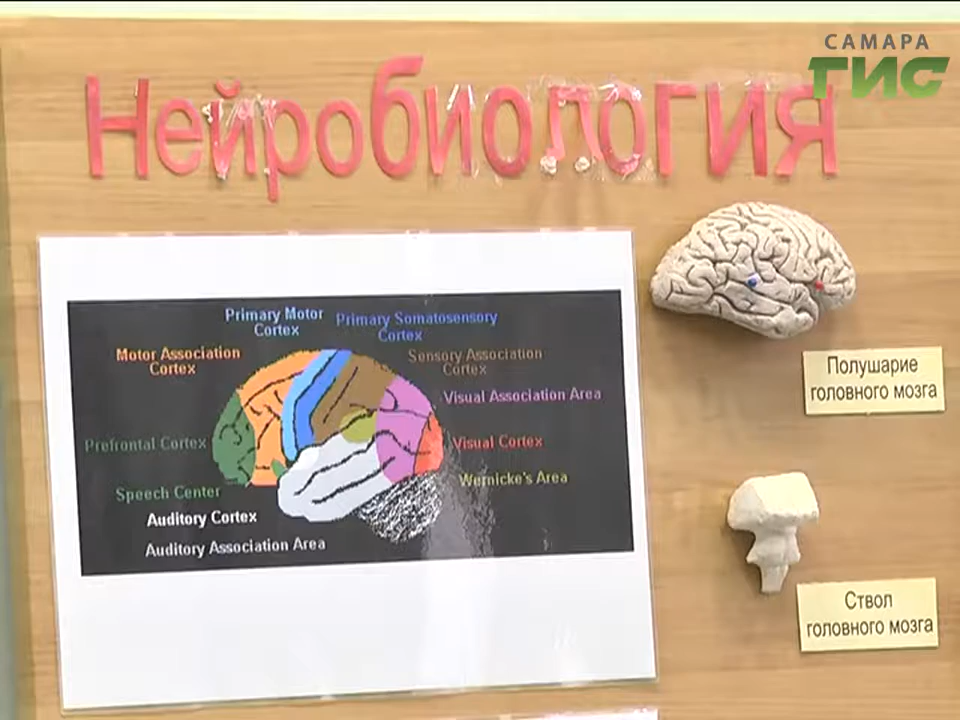 САМАРА
ГИС
Нейробиология
Primary Motor
Cortex
Primary Somatosensory
Cortex
Motor Association
Cortex
Sensory Association
Cortex
Visual Association Area
Prefrontal Cortex
Visual Cortex
Wernicke's Area
Speech Center
Auditory Cortex
Auditory Association Area
Полушарие
головного мозга
Ствол
головного мозга